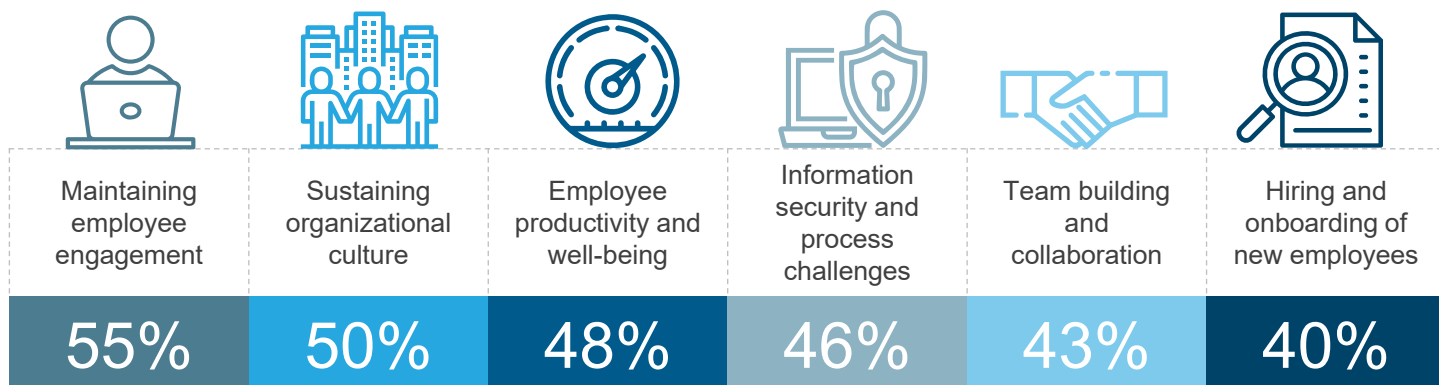 Maintaining
employee
engagement
Sustaining
organizational
culture
Employee
productivity and
well-being
Information
security and
process
challenges
Team building
and
collaboration
Hiring and
onboarding of
new employees
55%
50%
48%
46%
43%
40%